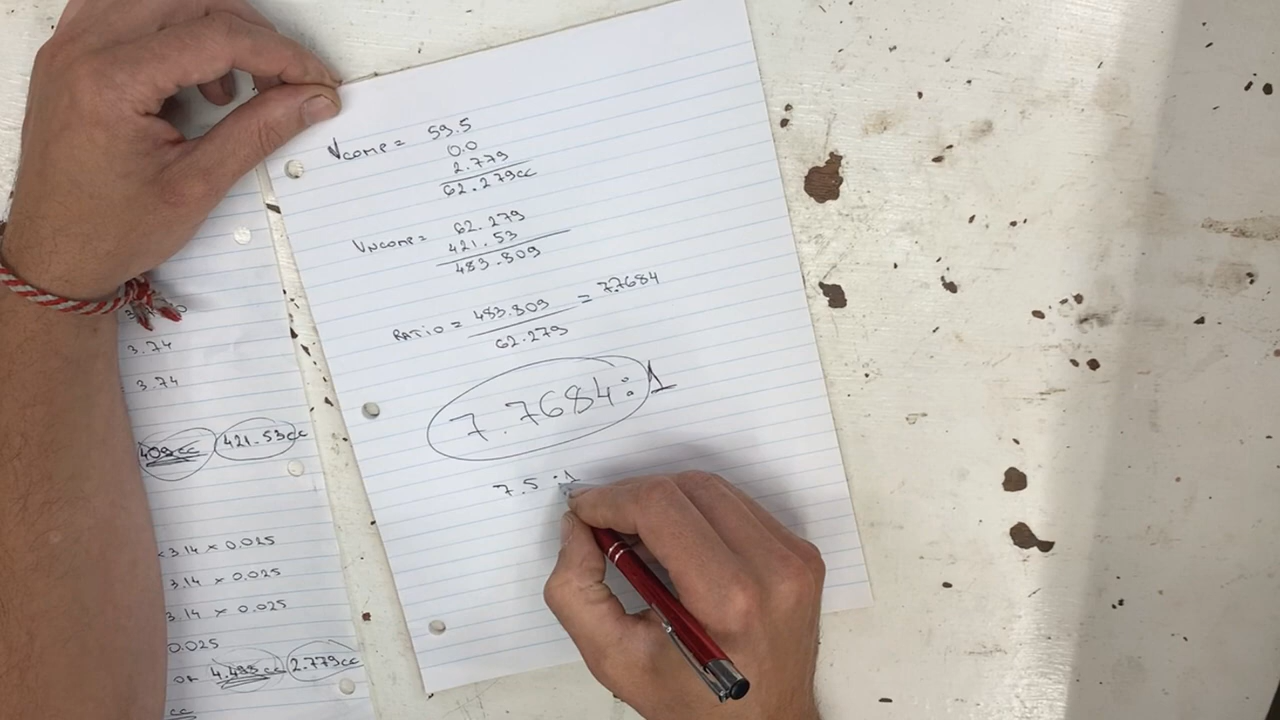 VCOMP = 59.5
0.0
2.779
62.279cc
VNCOMP = 62.279
421.53
483.809
RATIO = 483.809 = 7.7684
62.279
7.7684:1
7.5:1
3.74
3.74
409cc 421.53cc
3.14 × 0.025
3.14 × 0.025
3.14 × 0.025
0.025
or 4.495cc 2.779cc
cc